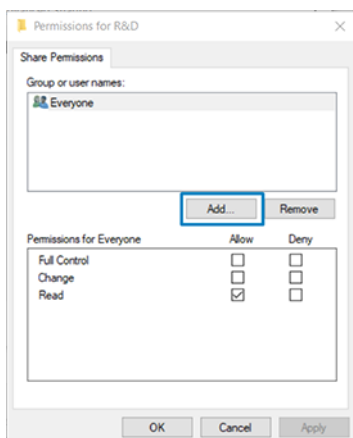 Permissions for R&D
Share Permissions
Group or user names:
Everyone
Add... Remove
Permissions for Everyone Allow Deny
Full Control
Change
Read
OK Cancel Apply